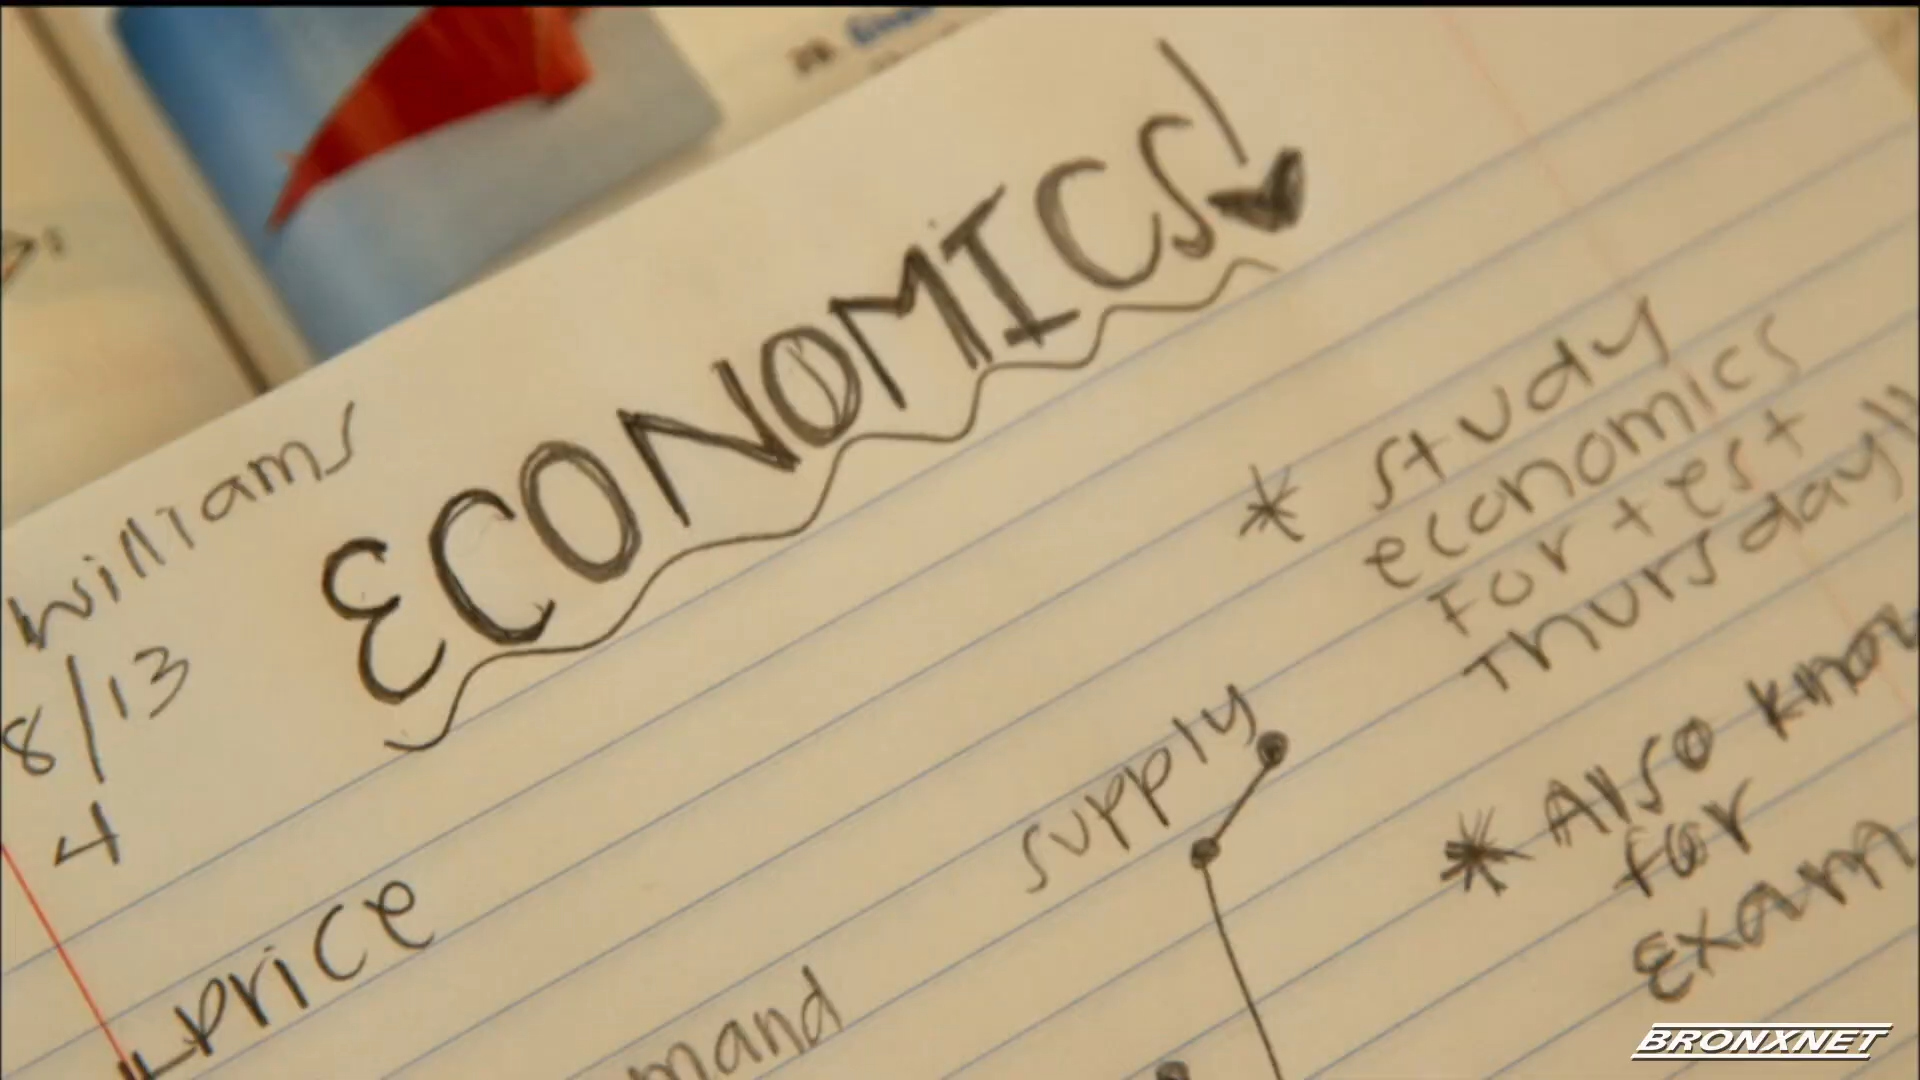 Williams
8/13
4
ECONOMICS!
* study
economics
For test
Thursday!!
supply
* Also know
for
Exam
price
mand
BRONXNET